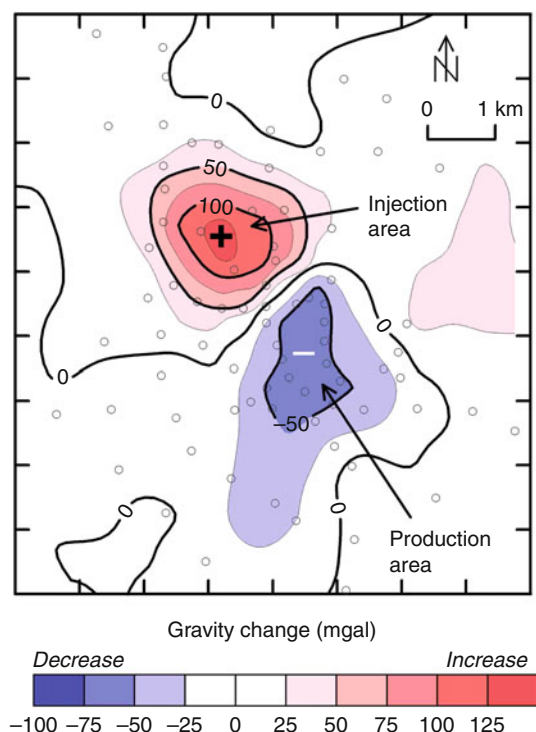 N
0
0 1 km
50
100
Injection
area
+
0
0
−
−50
0
0
Production
area
Gravity change (mgal)
Decrease Increase
−100 −75 −50 −25 0 25 50 75 100 125